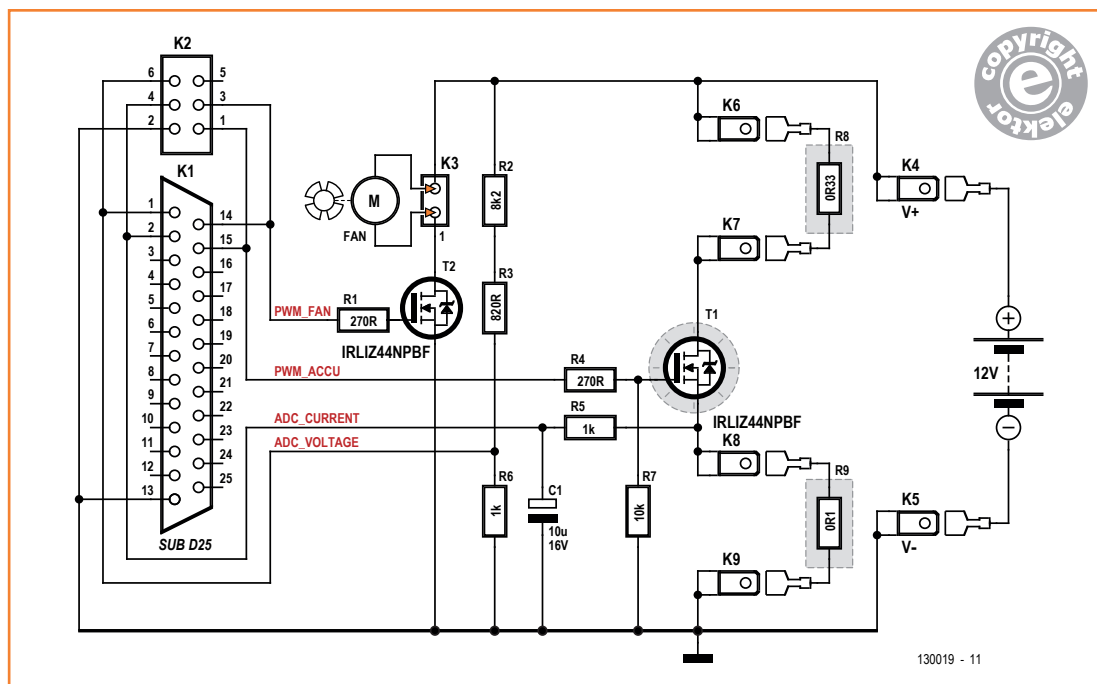 K2
6 5
4 3
2 1
K1
1
2
3
4
5
6
7
8
9
10
11
12
13
14
15
16
17
18
19
20
21
22
23
24
25
SUB D25
M
FAN
K3
1
T2
IRLIZ44NPBF
R1
270R
PWM_FAN
PWM_ACCU
ADC_CURRENT
ADC_VOLTAGE
R2
8k2
R3
820R
R6
1k
C1
10u
16V
R4
270R
R5
1k
R7
10k
T1
IRLIZ44NPBF
K6
R8
0R33
K7
K8
R9
0R1
K9
K4
V+
K5
V-
+
12V
−
copyright
e
elektor
130019 - 11